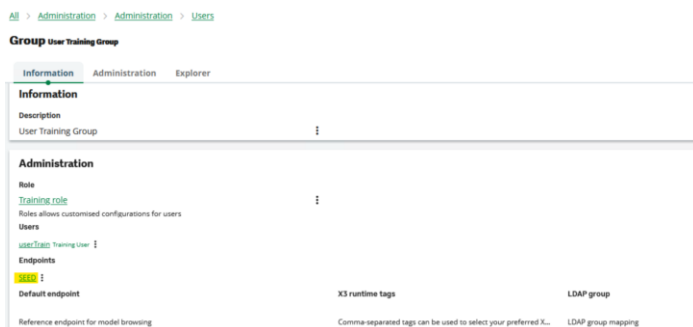 All > Administration > Administration > Users
Group User Training Group
Information Administration Explorer
Information
Description
User Training Group
Administration
Role
Training role
Roles allows customised configurations for users
Users
userTrain Training User
Endpoints
SEED
Default endpoint X3 runtime tags LDAP group
Reference endpoint for model browsing Comma-separated tags can be used to select your preferred X... LDAP group mapping